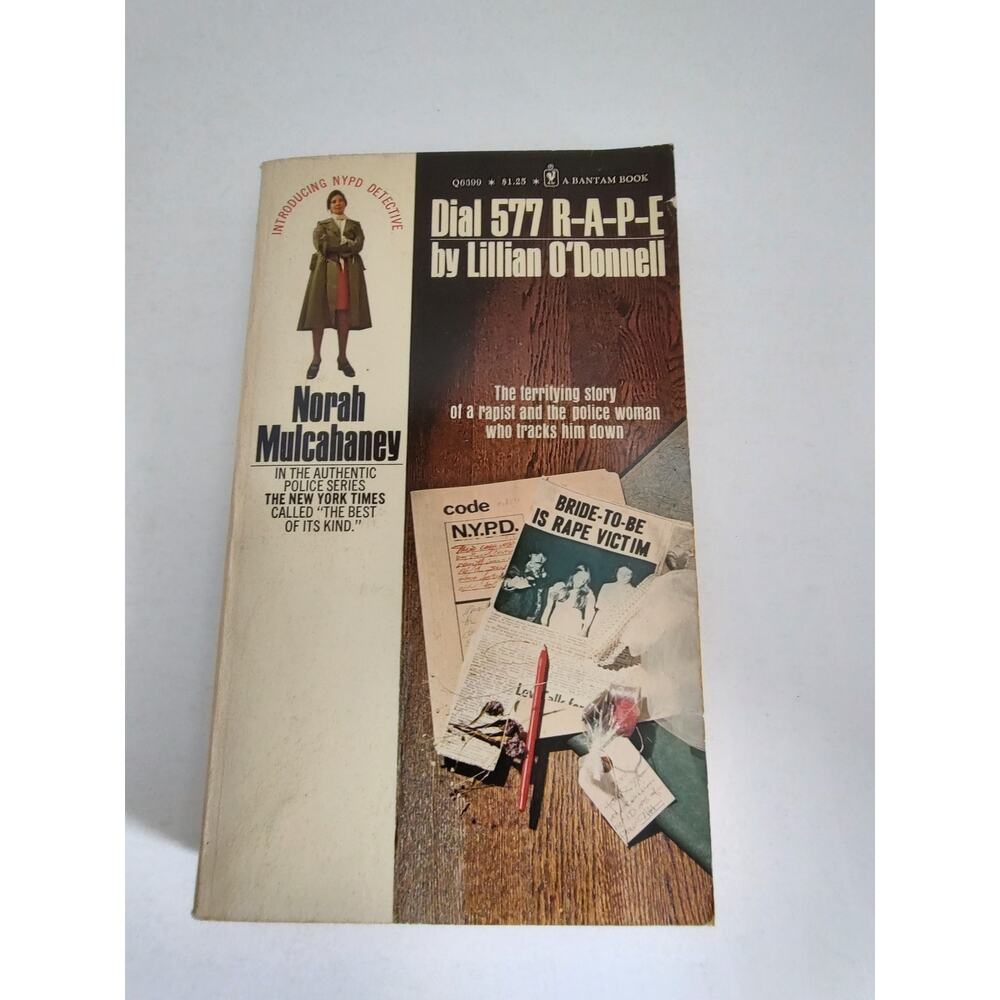 Q6599 * $1.25 * A BANTAM BOOK
Dial 577 R-A-P-E
by Lillian O'Donnell
The terrifying story
of a rapist and the police woman
who tracks him down
INTRODUCING NYPD DETECTIVE
Norah
Mulcahaney
IN THE AUTHENTIC
POLICE SERIES
THE NEW YORK TIMES
CALLED "THE BEST
OF ITS KIND."
code
N.Y.P.D.
BRIDE-TO-BE
IS RAPE VICTIM